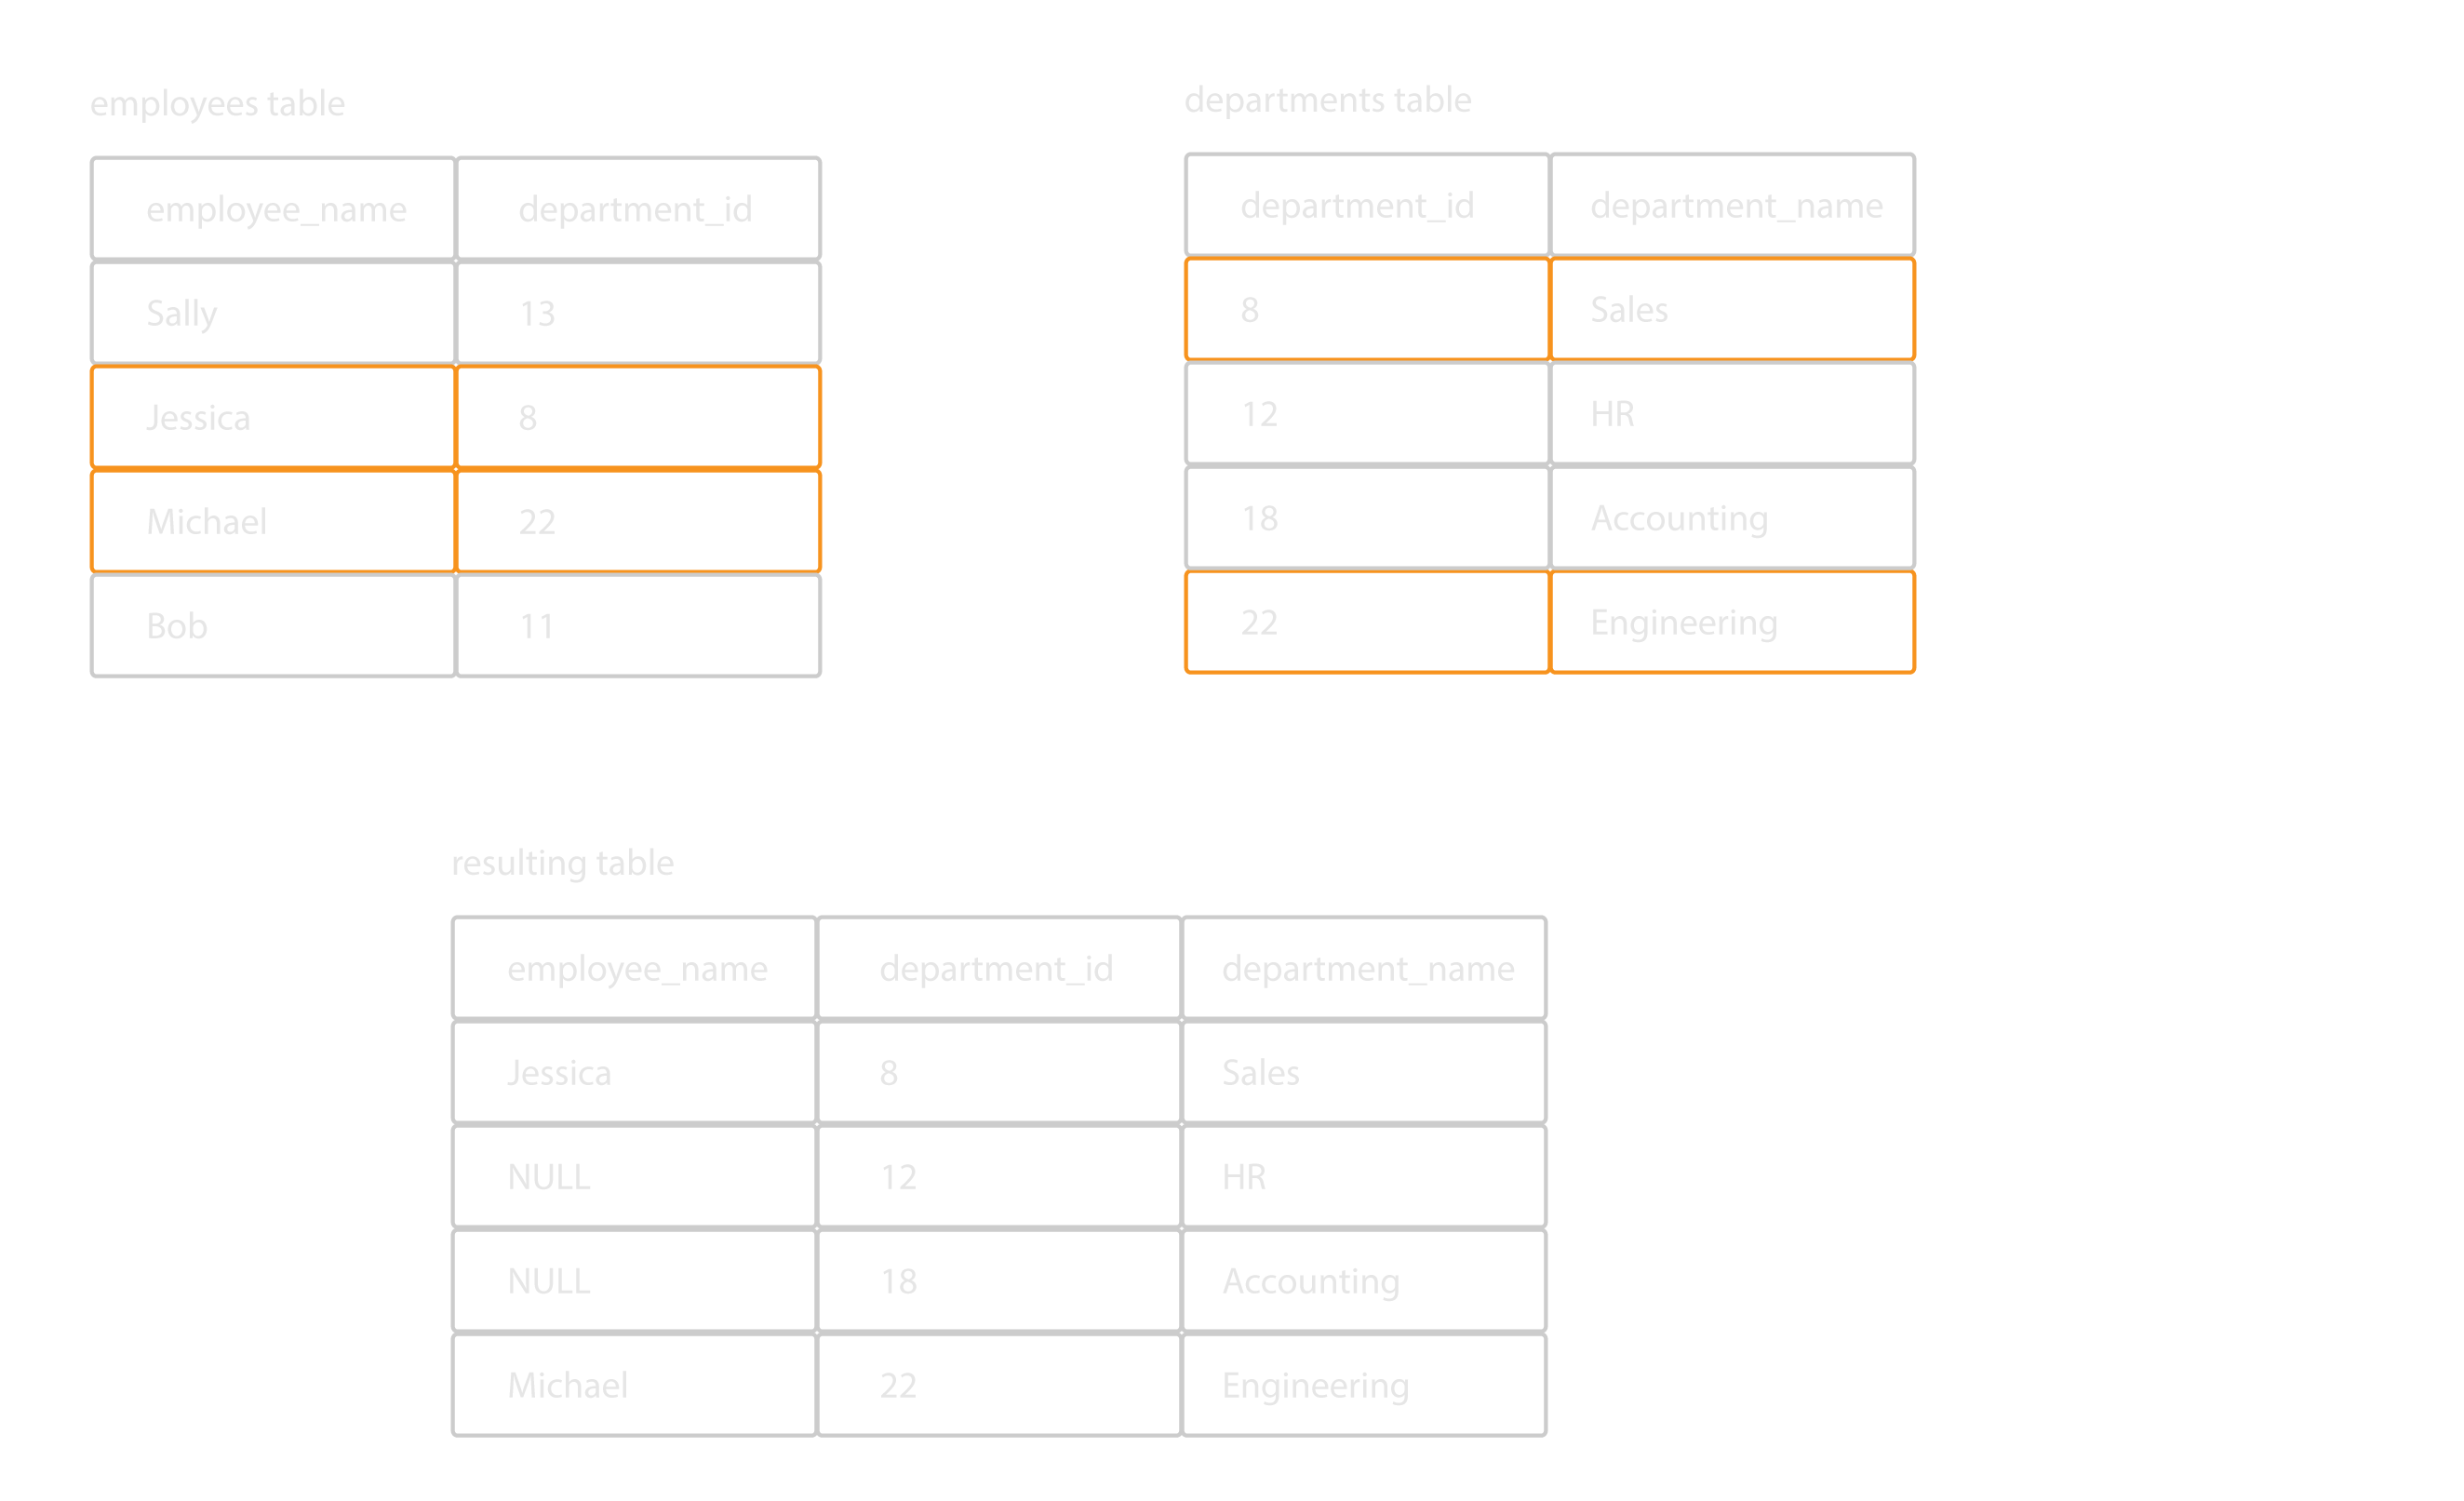 employees table
employee_name department_id
Sally 13
Jessica 8
Michael 22
Bob 11
departments table
department_id department_name
8 Sales
12 HR
18 Accounting
22 Engineering
resulting table
employee_name department_id department_name
Jessica 8 Sales
NULL 12 HR
NULL 18 Accounting
Michael 22 Engineering